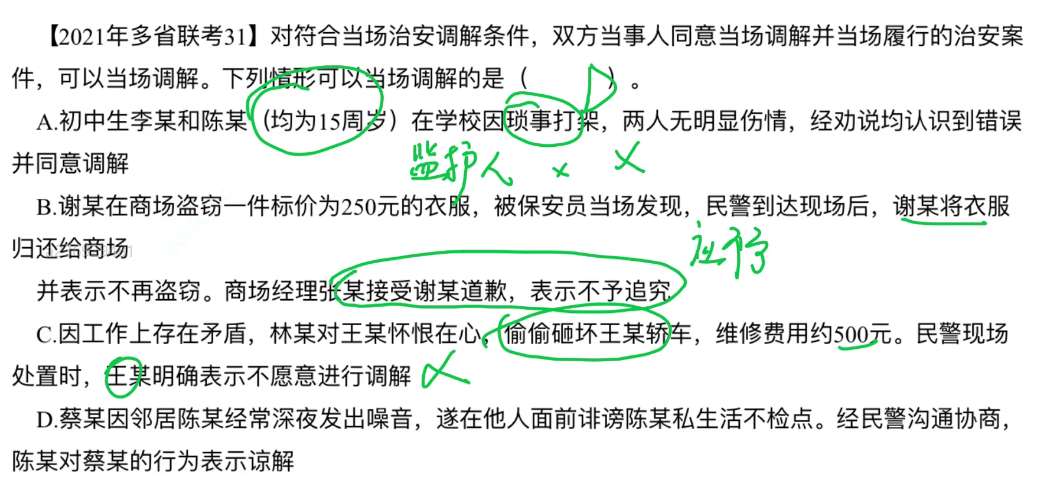 【2021年多省联考31】对符合当场治安调解条件，双方当事人同意当场调解并当场履行的治安案
件，可以当场调解。下列情形可以当场调解的是（ D ）。
A.初中生李某和陈某（均为15周岁）在学校因琐事打架，两人无明显伤情，经劝说均认识到错误
并同意调解
监护人 × ×
B.谢某在商场盗窃一件标价为250元的衣服，被保安员当场发现，民警到达现场后，谢某将衣服
归还给商场
并表示不再盗窃。商场经理张某接受谢某道歉，表示不予追究
C.因工作上存在矛盾，林某对王某怀恨在心，偷偷砸坏王某轿车，维修费用约500元。民警现场
处置时，王某明确表示不愿意进行调解 ×
D.蔡某因邻居陈某经常深夜发出噪音，遂在他人面前诽谤陈某私生活不检点。经民警沟通协商，
陈某对蔡某的行为表示谅解